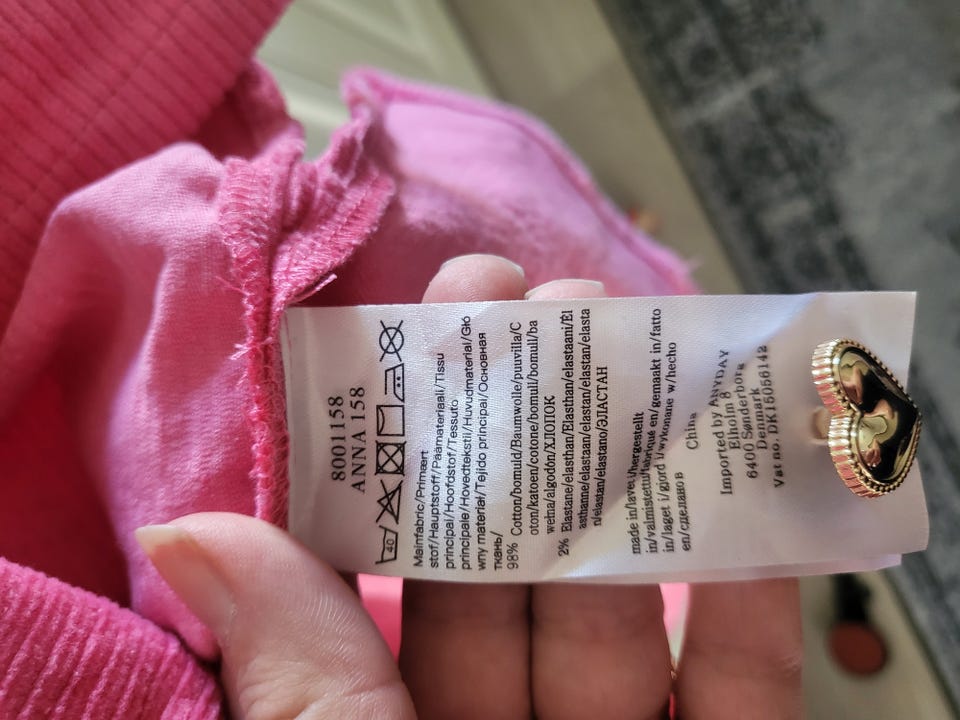 8001158
ANNA 158
40
Mainfabric/Primært
stof/Hauptstoff/Päämateriaali/Tissu
principal/Hoofdstof/Tessuto
principale/Hovedtekstil/Huvudmaterial/Głó
wny materiał/Tejido principal/Основная
ткань/
98% Cotton/bomuld/Baumwolle/puuvilla/C
oton/katoen/cotone/bomull/bomull/ba
wełna/algodón/ХЛОПОК
2% Elastane/elasthan/Elasthan/elastaani/Él
asthanne/elastaan/elastan/elastan/elasta
n/elastan/elastano/ЭЛАСТАН
made in/lavet i/hergestellt
in/valmistettu/fabriqué en/gemaakt in/fatto
in/laget i/gjord i/wykonane w/hecho
en/сделано в
China
Imported by ANYDAY
Elholm 8
6400 Sønderborg
Denmark
Vat no. DK15056142